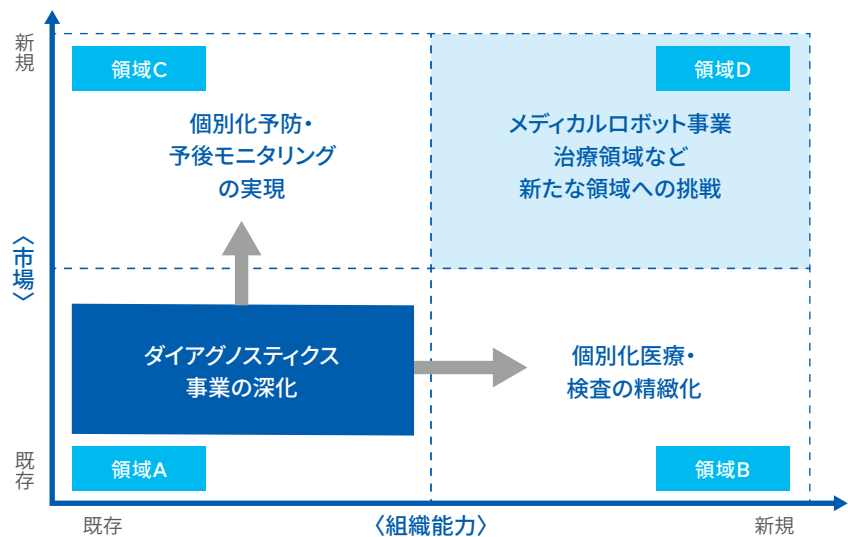 新規
領域C
領域D
個別化予防・
予後モニタリング
の実現
メディカルロボット事業
治療領域など
新たな領域への挑戦
〈市場〉
ダイアグノスティクス
事業の深化
個別化医療・
検査の精緻化
既存
領域A
領域B
既存
〈組織能力〉
新規